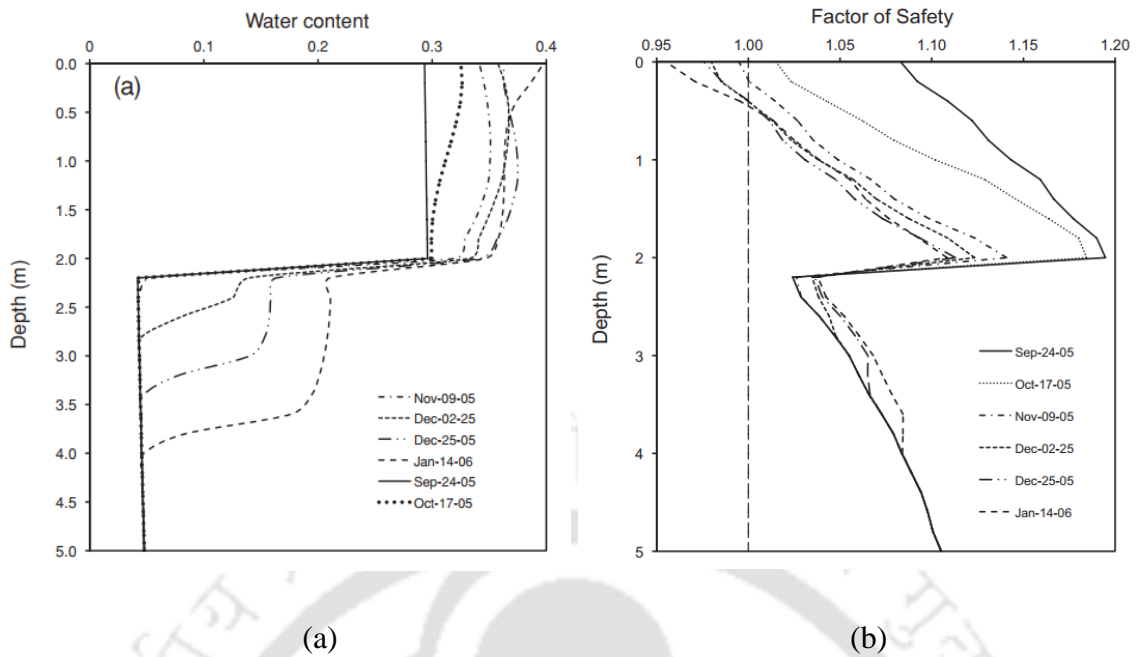 Water content
0 0.1 0.2 0.3 0.4
0.0
0.5
1.0
1.5
2.0
2.5
3.0
3.5
4.0
4.5
5.0
Depth (m)
(a)
Nov-09-05
Dec-02-25
Dec-25-05
Jan-14-06
Sep-24-05
Oct-17-05
(a)
Factor of Safety
0.95 1.00 1.05 1.10 1.15 1.20
0
1
2
3
4
5
Depth (m)
Sep-24-05
Oct-17-05
Nov-09-05
Dec-02-25
Dec-25-05
Jan-14-06
(b)